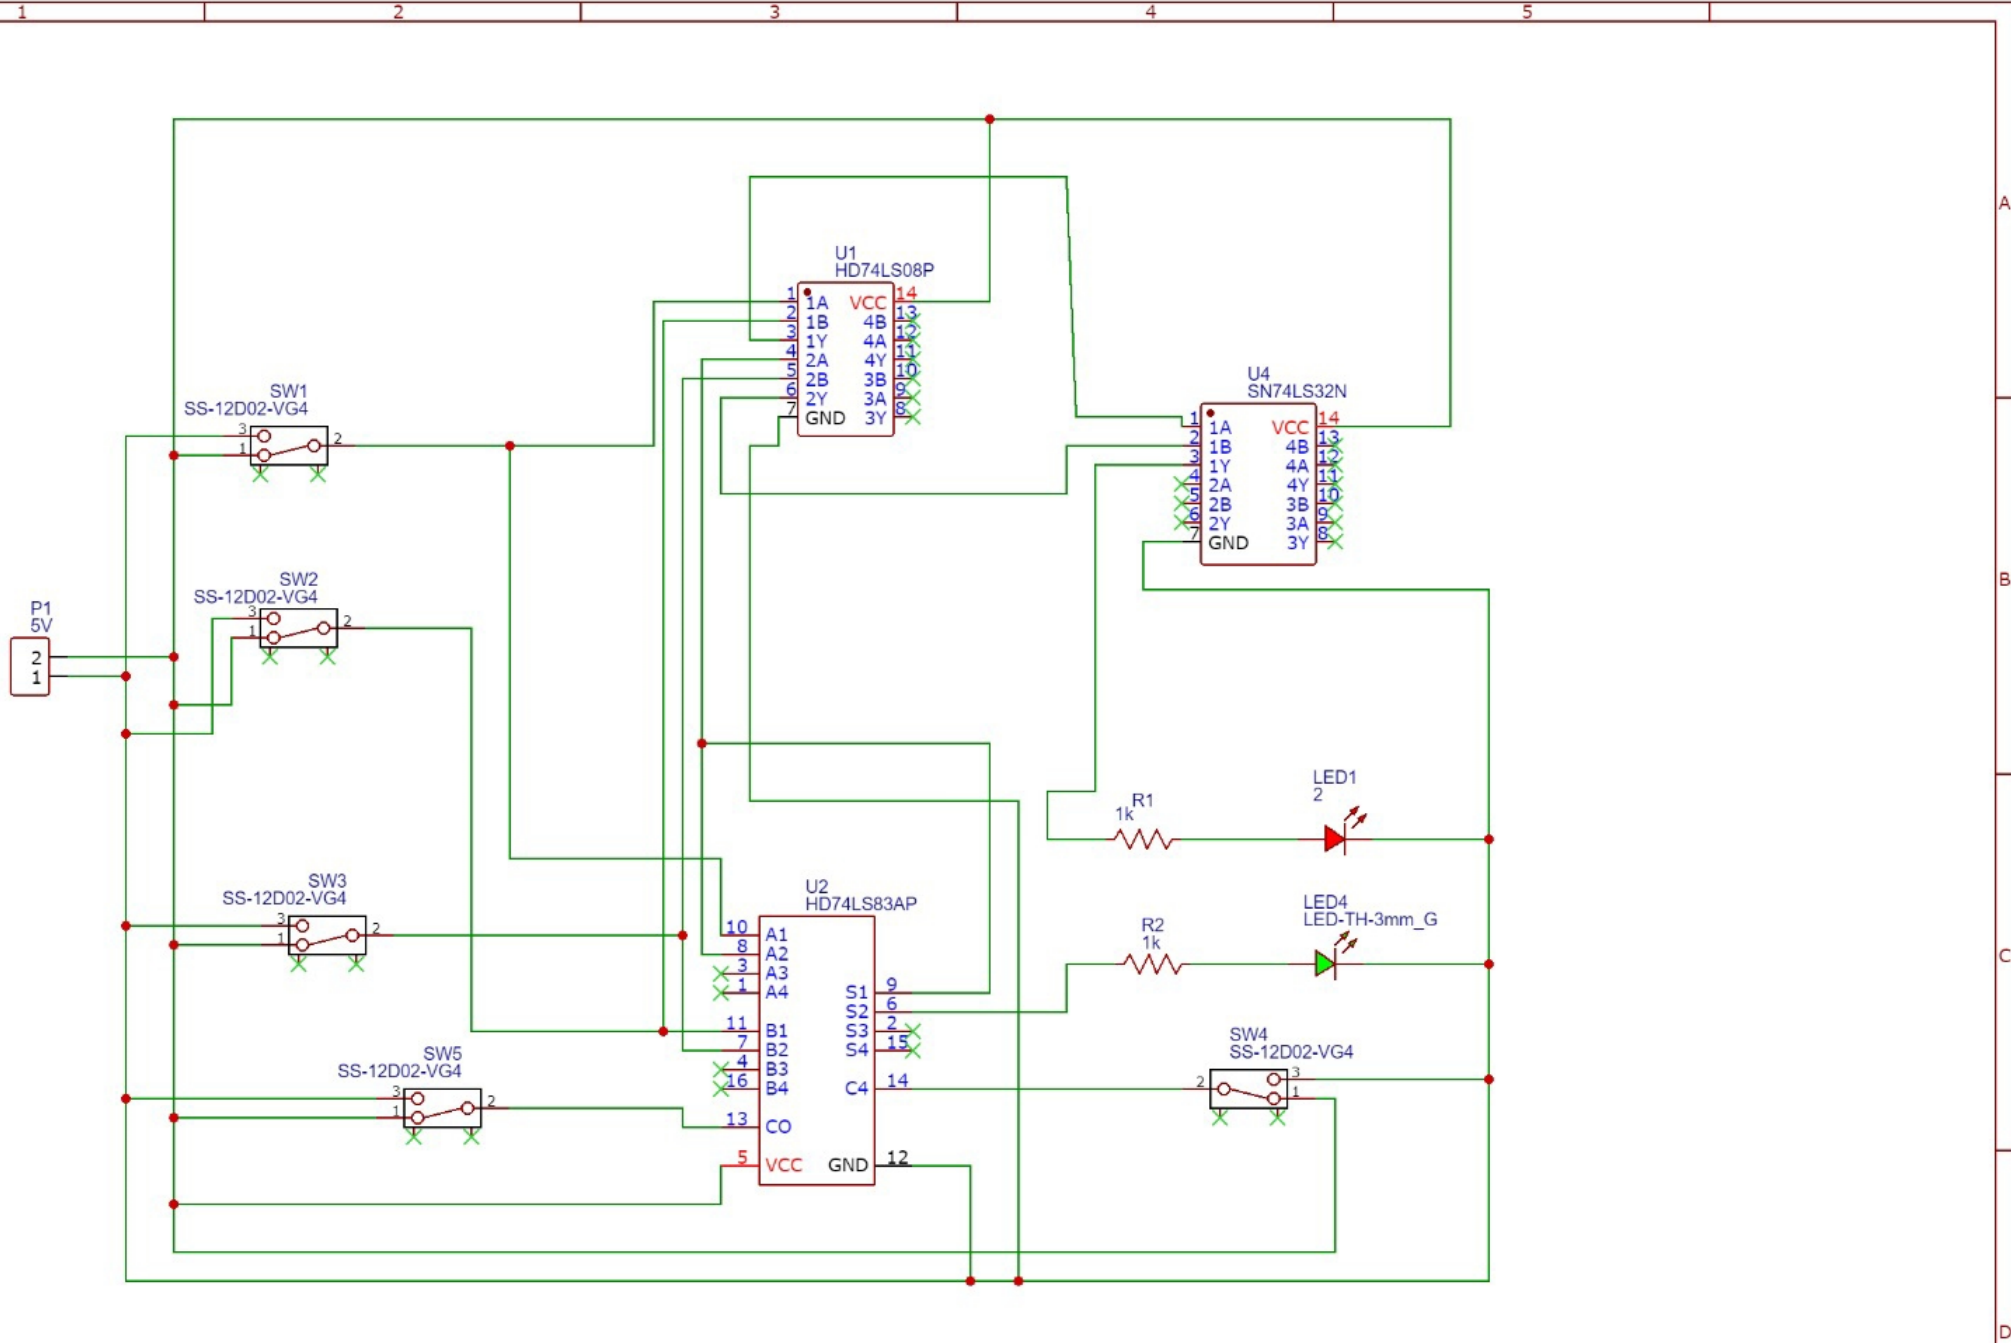 1 2 3 4 5
A
B
C
D
U1
HD74LS08P
1 1A VCC 14
2 1B 4B 13
3 1Y 4A 12
4 2A 4Y 11
5 2B 3B 10
6 2Y 3A 9
7 GND 3Y 8
U4
SN74LS32N
1 1A VCC 14
2 1B 4B 13
3 1Y 4A 12
4 2A 4Y 11
5 2B 3B 10
6 2Y 3A 9
7 GND 3Y 8
SW1
SS-12D02-VG4
3
1 2
SW2
SS-12D02-VG4
3
1 2
P1
5V
2
1
LED1
2
R1
1k
SW3
SS-12D02-VG4
3
1 2
U2
HD74LS83AP
10 A1
8 A2
3 A3
1 A4 S1 9
S2 6
11 B1 S3 2
7 B2 S4 15
4 B3
16 B4 C4 14
13 CO
5 VCC GND 12
LED4
LED-TH-3mm_G
R2
1k
SW4
SS-12D02-VG4
2 3
1
SW5
SS-12D02-VG4
3
1 2